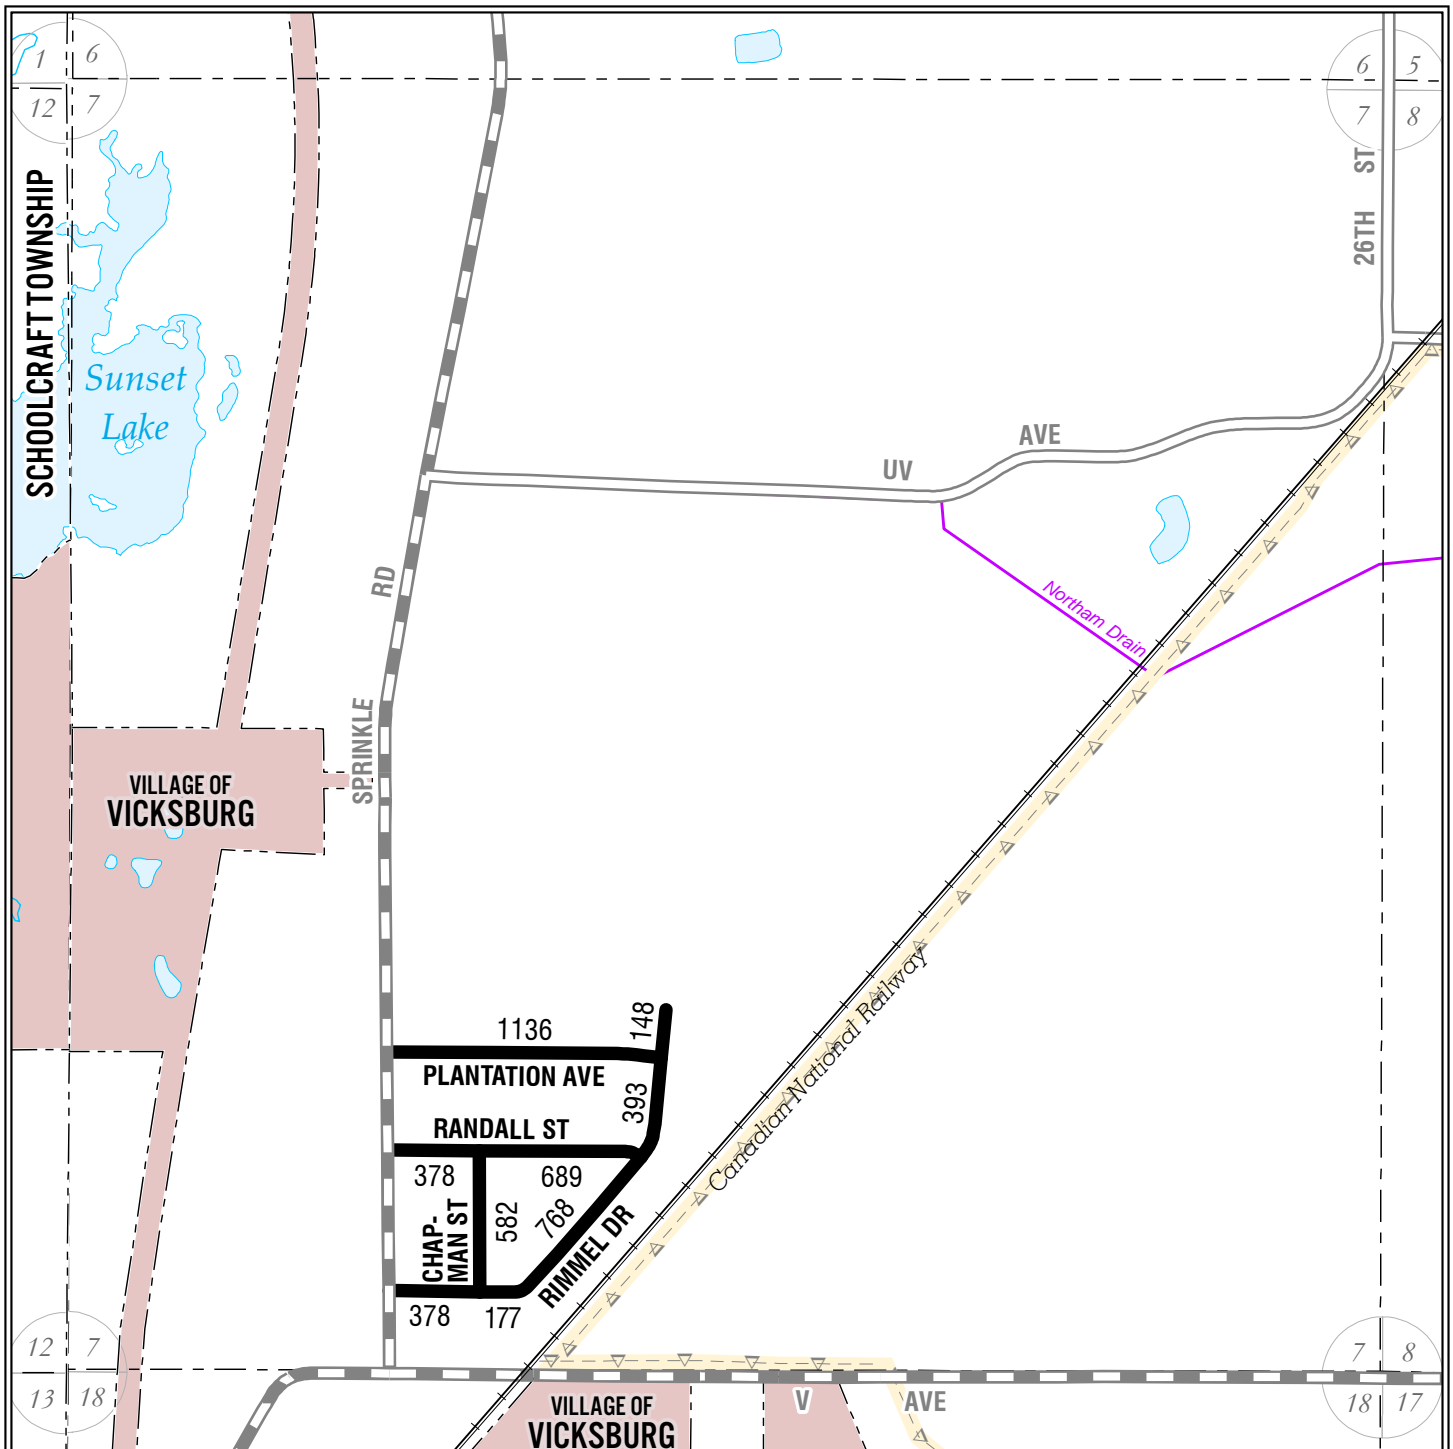 1
6
12
7
6
5
7
8
SCHOOLCRAFT TOWNSHIP
26TH ST
Sunset
Lake
UV AVE
Northam Drain
SPRINKLE RD
VILLAGE OF
VICKSBURG
Canadian National Railway
1136
148
PLANTATION AVE
393
RANDALL ST
378
689
CHAP-
MAN ST
582
768
RIMMEL DR
378
177
12
7
13
18
7
8
18
17
VILLAGE OF
VICKSBURG
V AVE